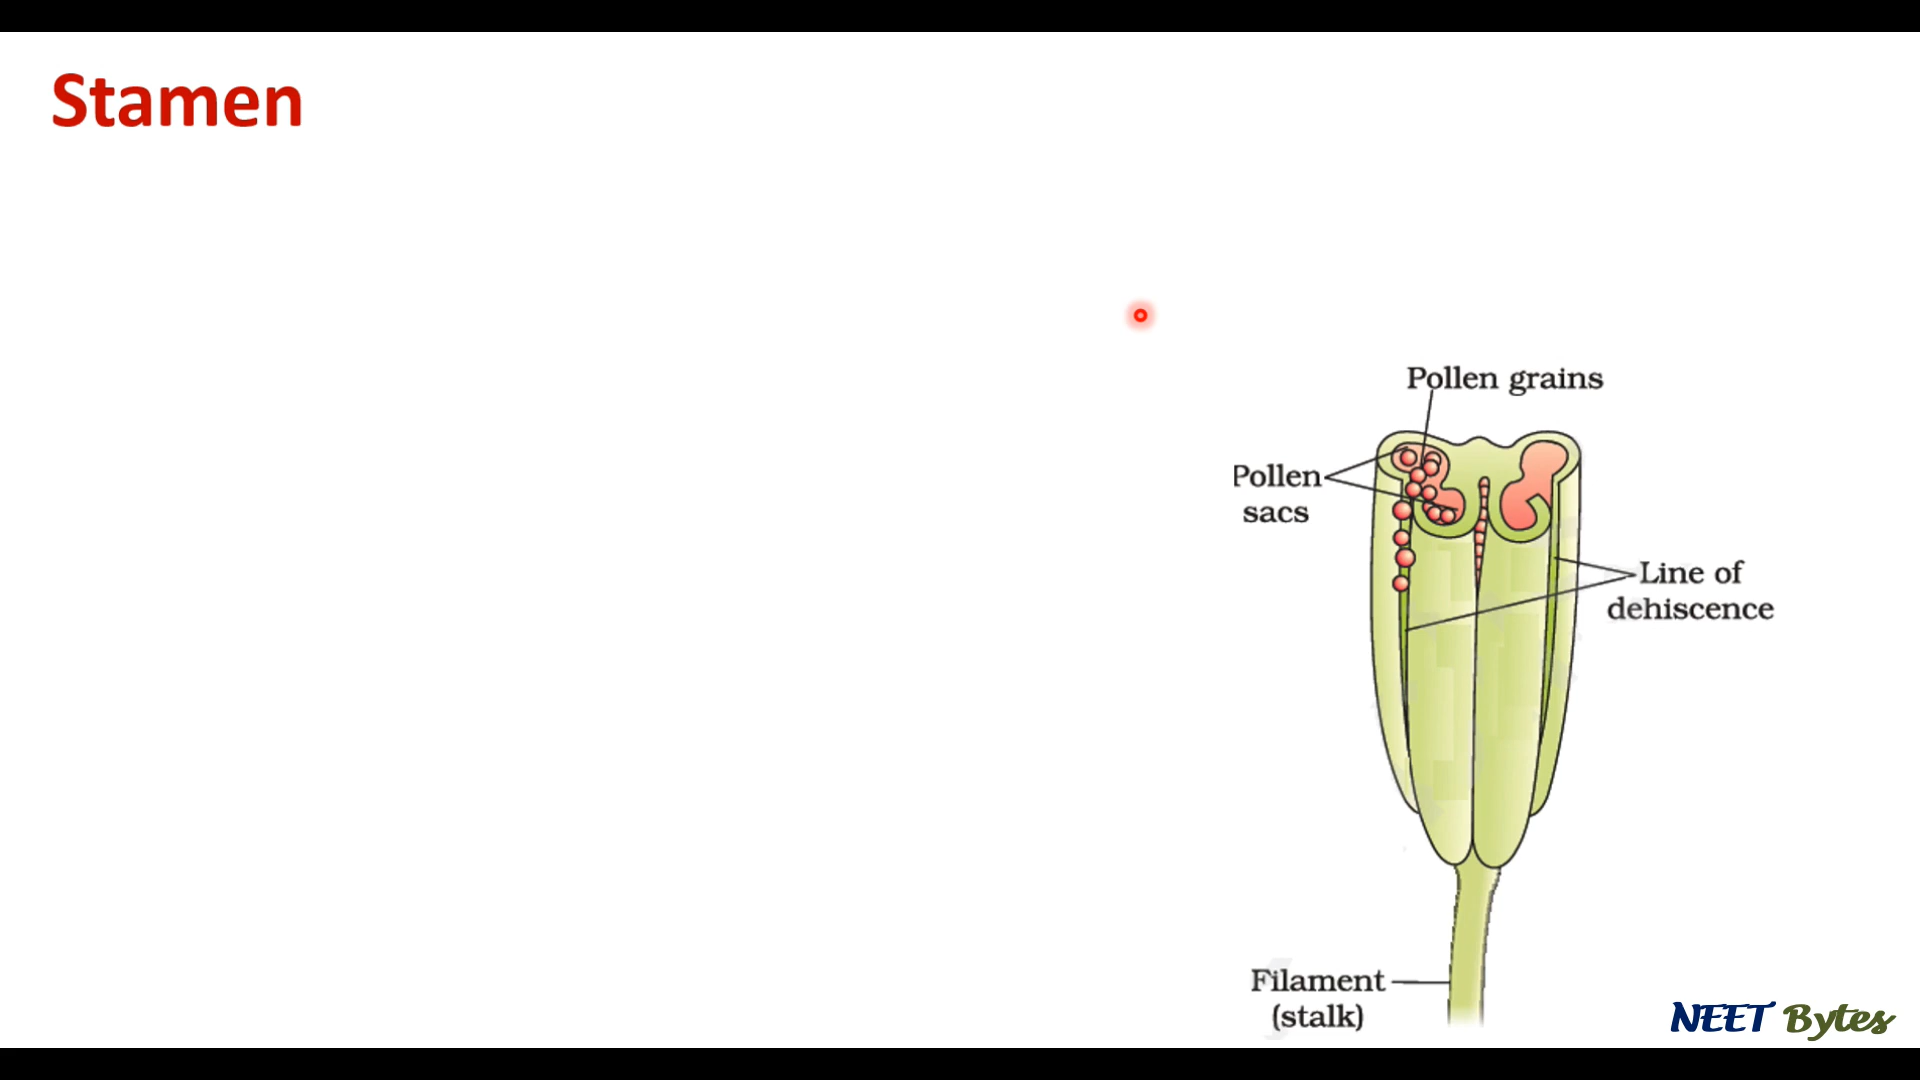 Stamen
Pollen grains
Pollen
sacs
Line of
dehiscence
Filament
(stalk)
NEET Bytes